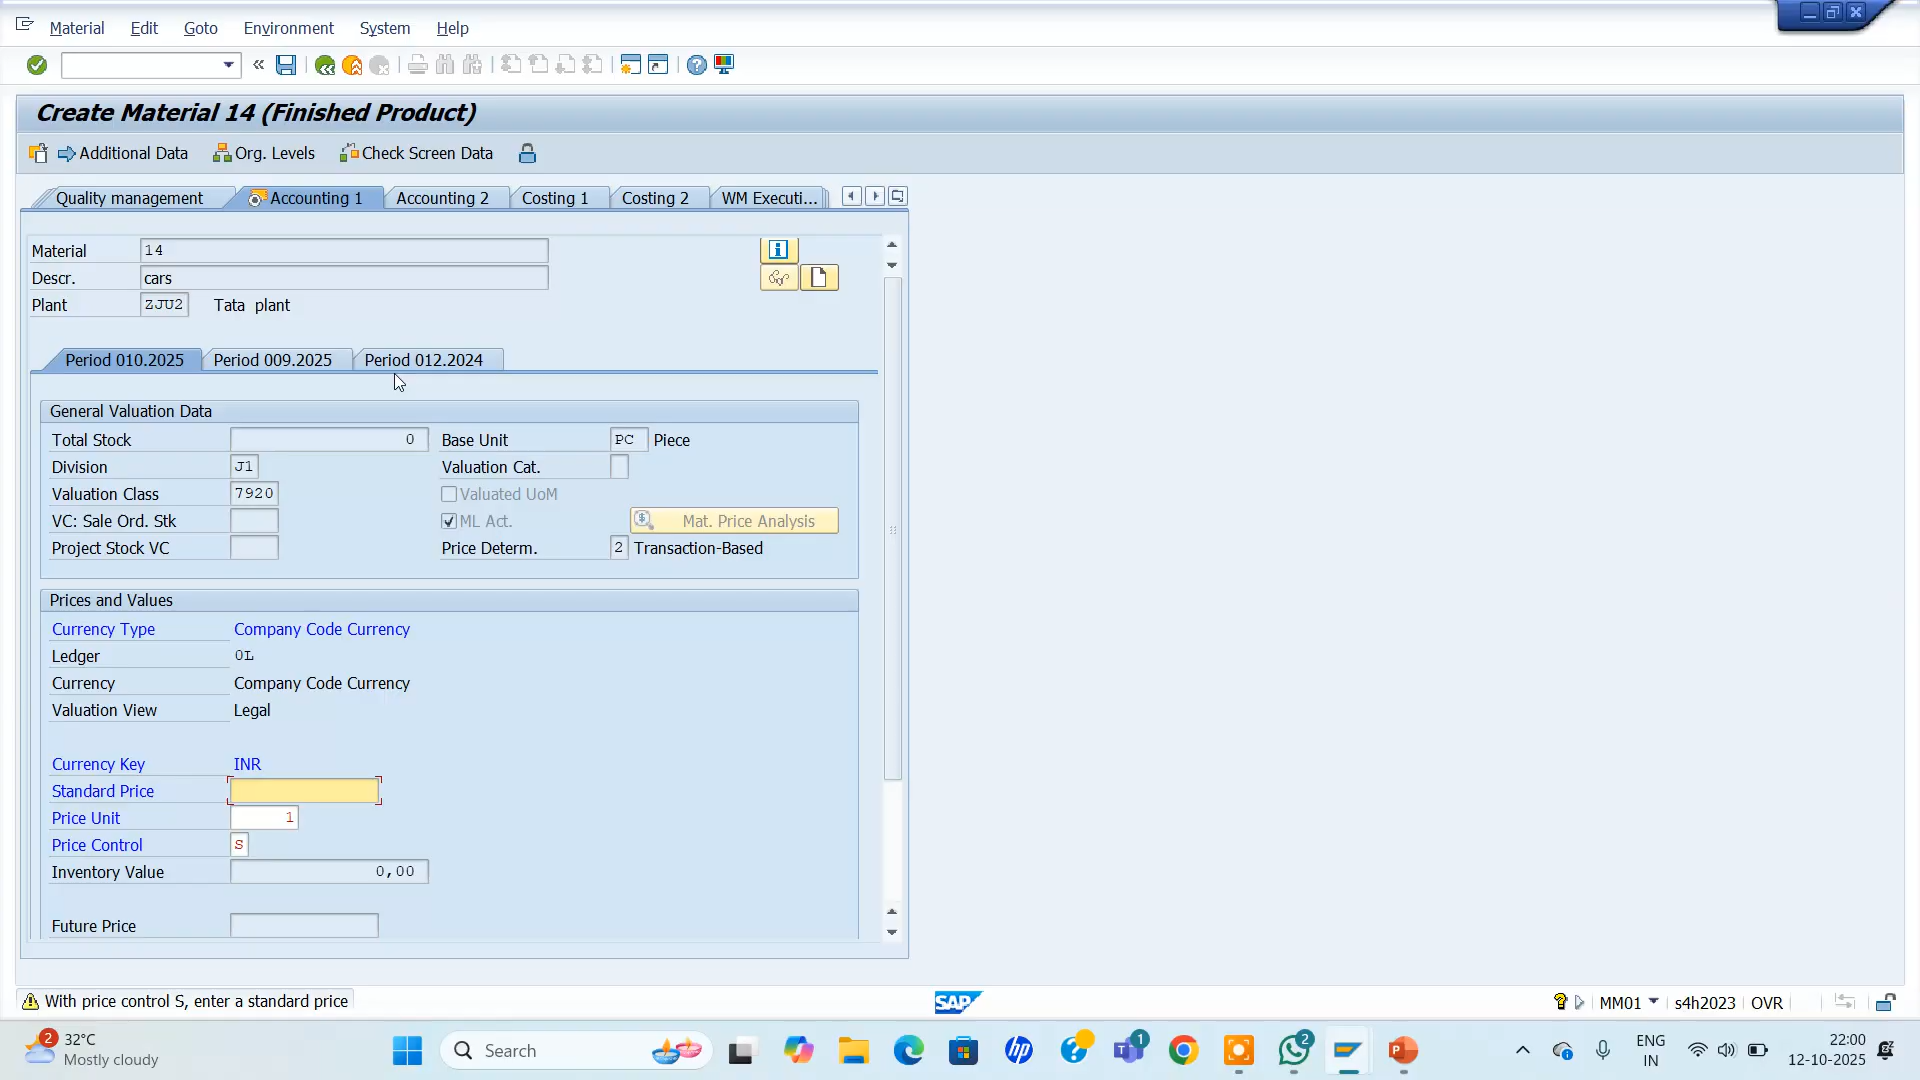 Material Edit Goto Environment System Help
Create Material 14 (Finished Product)
Additional Data Org. Levels Check Screen Data
Quality management Accounting 1 Accounting 2 Costing 1 Costing 2 WM Executi...
Material 14
Descr. cars
Plant ZJU2 Tata plant
Period 010.2025 Period 009.2025 Period 012.2024
General Valuation Data
Total Stock 0 Base Unit PC Piece
Division J1 Valuation Cat.
Valuation Class 7920 Valuated UoM
VC: Sale Ord. Stk ML Act. Mat. Price Analysis
Project Stock VC Price Determ. 2 Transaction-Based
Prices and Values
Currency Type Company Code Currency
Ledger 0L
Currency Company Code Currency
Valuation View Legal
Currency Key INR
Standard Price
Price Unit 1
Price Control S
Inventory Value 0,00
Future Price
With price control S, enter a standard price SAP MM01 s4h2023 OVR
2 32°C
Mostly cloudy
Search
1
2
ENG
IN
22:00
12-10-2025